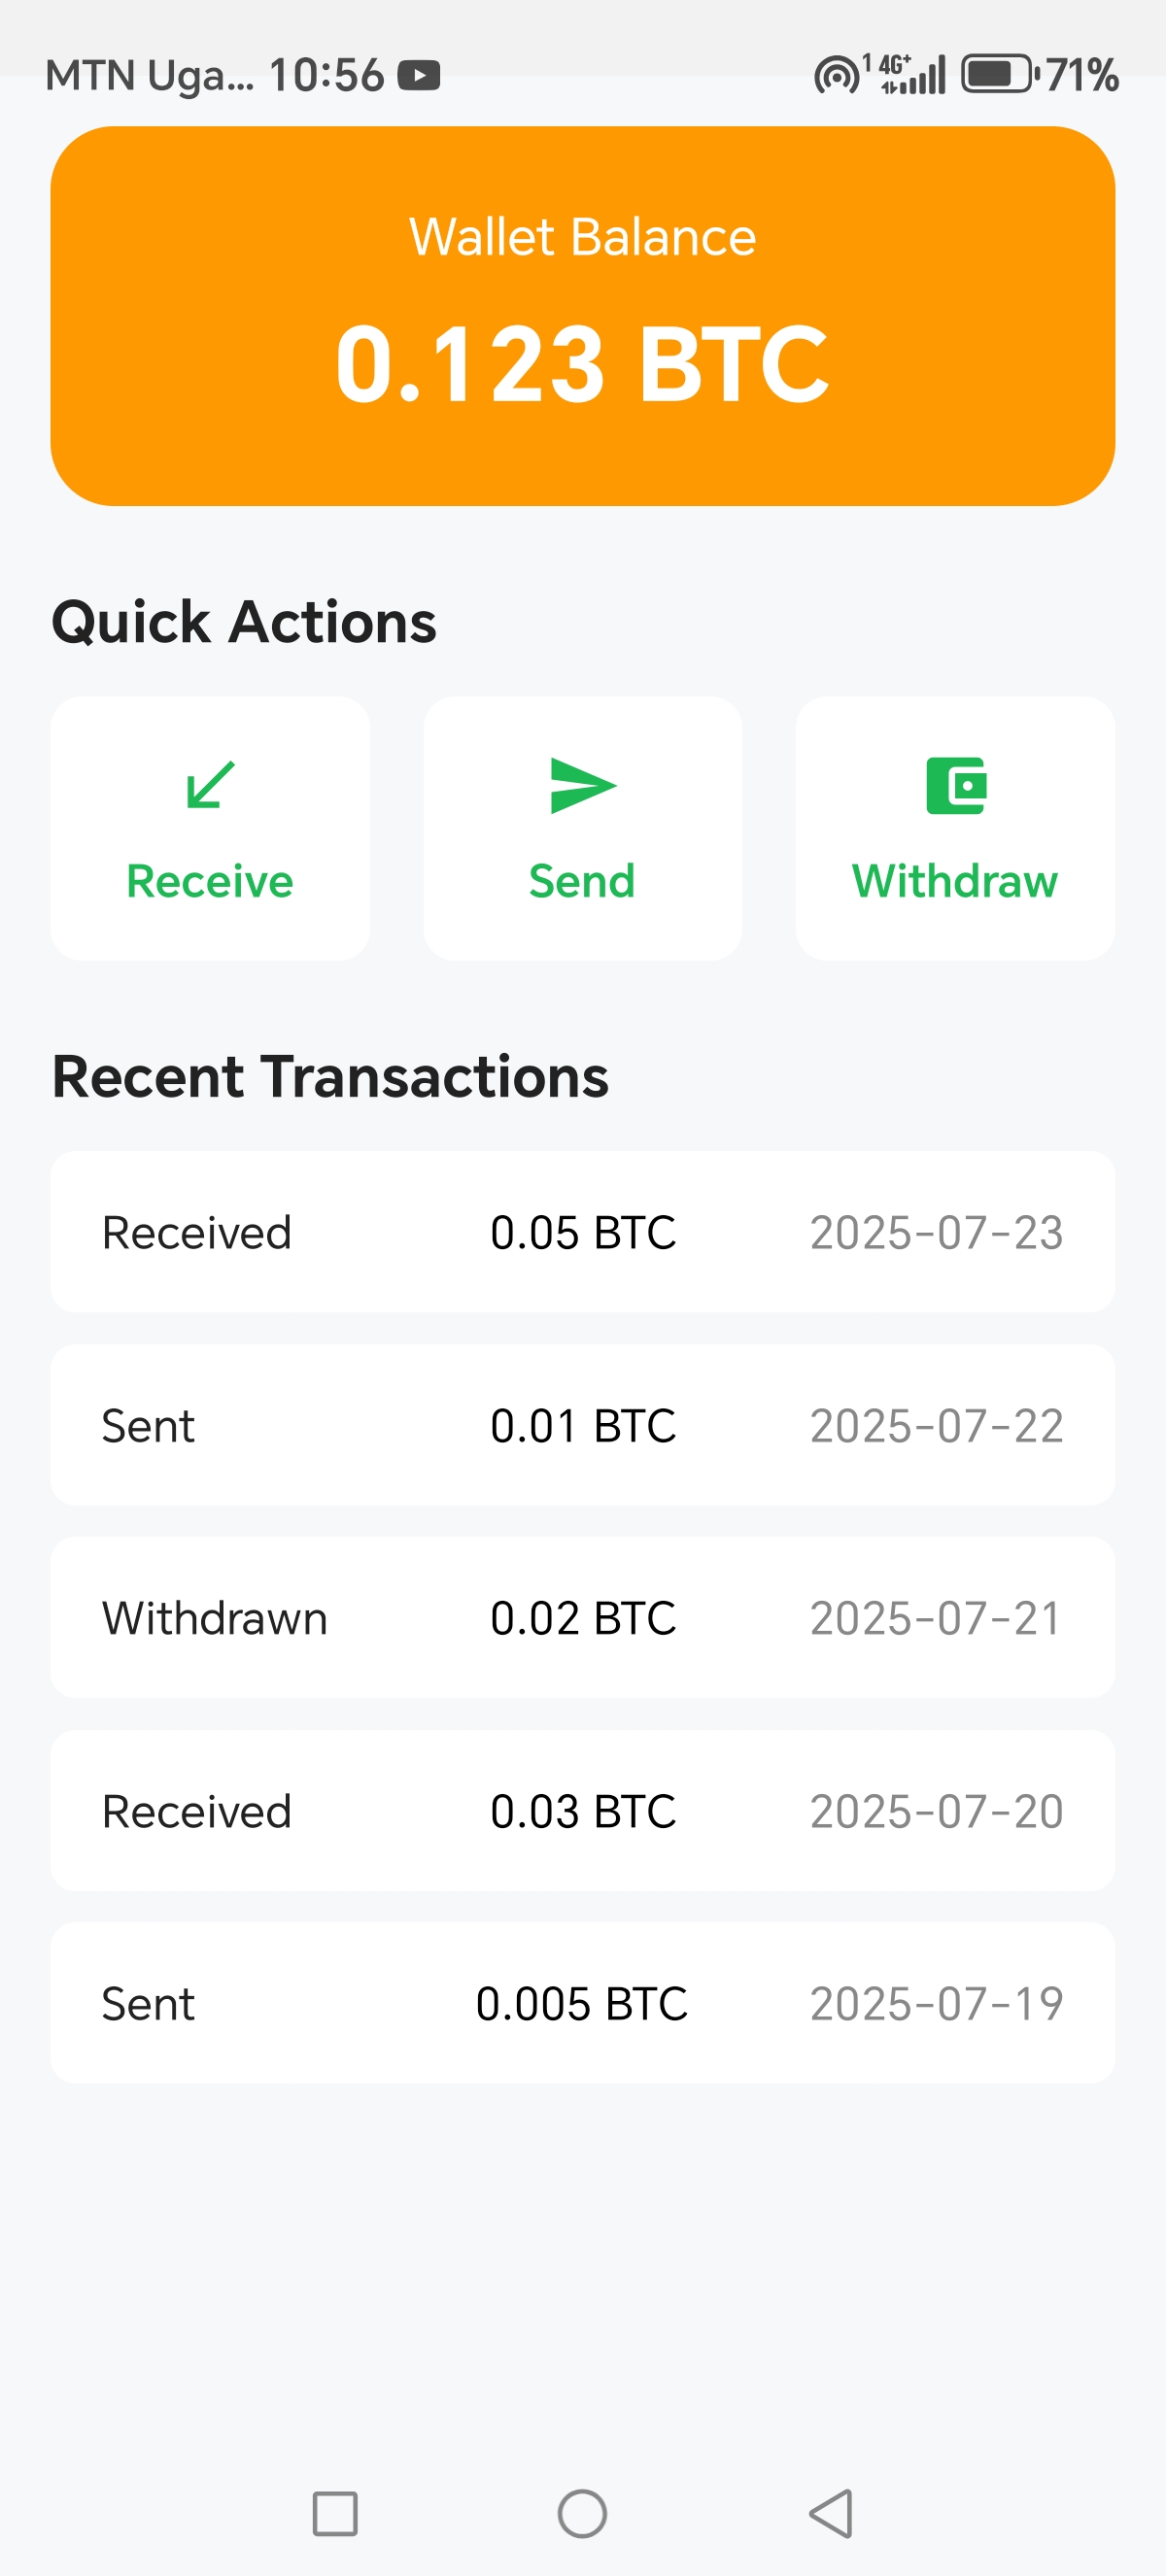 MTN Uga... 10:56 1 4G+ 71%
Wallet Balance
0.123 BTC
Quick Actions
Receive Send Withdraw
Recent Transactions
Received 0.05 BTC 2025-07-23
Sent 0.01 BTC 2025-07-22
Withdrawn 0.02 BTC 2025-07-21
Received 0.03 BTC 2025-07-20
Sent 0.005 BTC 2025-07-19